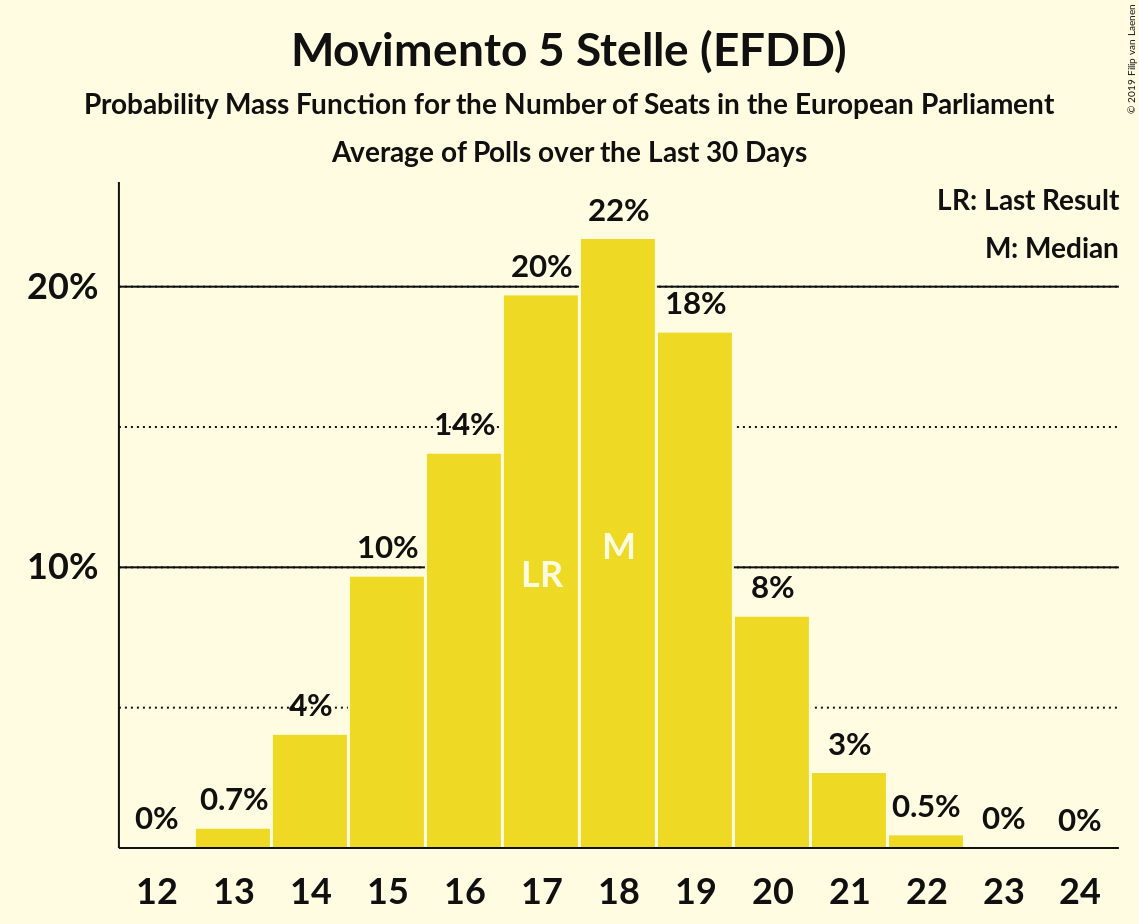 Movimento 5 Stelle (EFDD)
Probability Mass Function for the Number of Seats in the European Parliament
Average of Polls over the Last 30 Days
© 2019 Filip van Laenen
LR: Last Result
M: Median
20%
10%
0%
0.7%
4%
10%
14%
20%
22%
18%
8%
3%
0.5%
0%
0%
LR
M
12 13 14 15 16 17 18 19 20 21 22 23 24